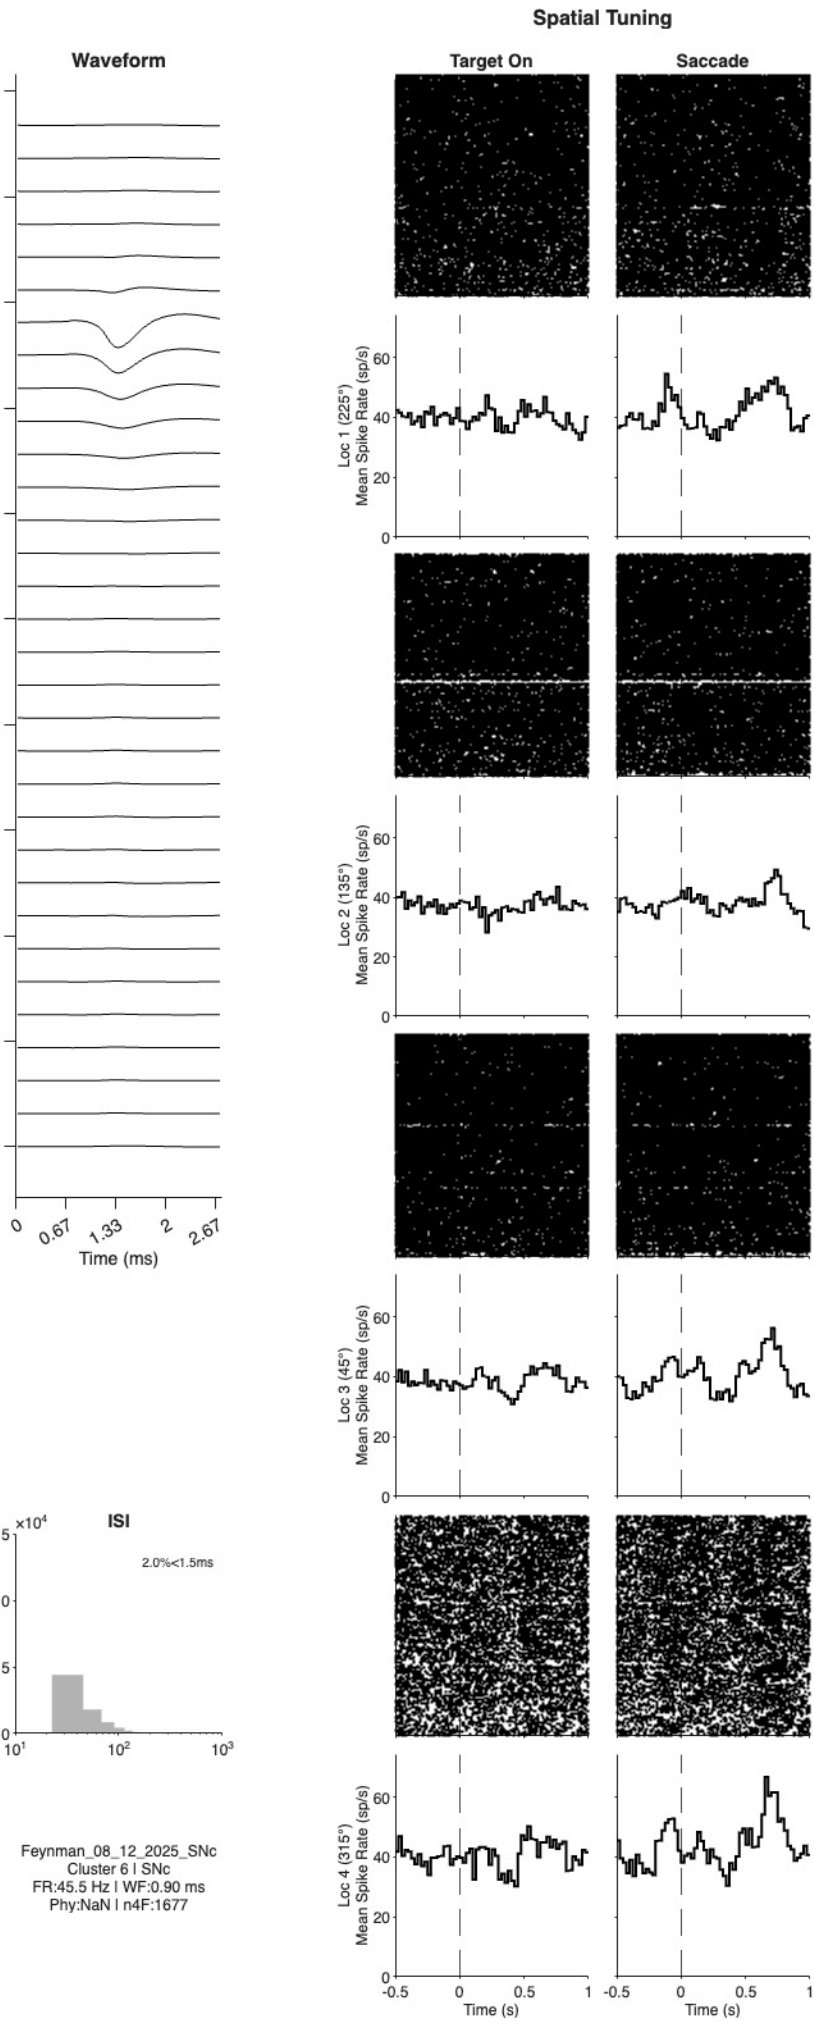 Spatial Tuning
Waveform
Target On
Saccade
60
40
20
0
Loc 1 (225°)
Mean Spike Rate (sp/s)
60
40
20
0
Loc 2 (135°)
Mean Spike Rate (sp/s)
0
0.67
1.33
2
2.67
Time (ms)
60
40
20
0
Loc 3 (45°)
Mean Spike Rate (sp/s)
ISI
5 ×10⁴
2.0%<1.5ms
0
5
0
10¹
10²
10³
Feynman_08_12_2025_SNc
Cluster 6 | SNc
FR:45.5 Hz | WF:0.90 ms
Phy:NaN | n4F:1677
60
40
20
0
Loc 4 (315°)
Mean Spike Rate (sp/s)
-0.5
0
0.5
1
Time (s)
-0.5
0
0.5
1
Time (s)